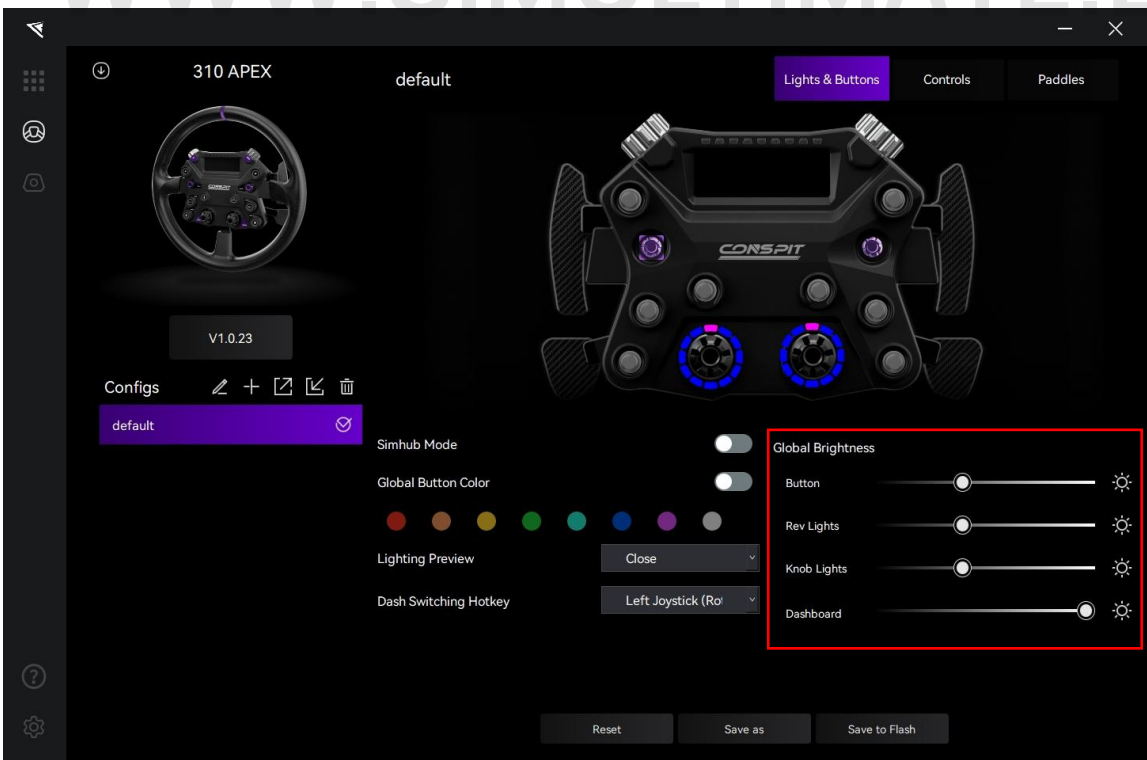 310 APEX
default
Lights & Buttons
Controls
Paddles
CONSPIT
V1.0.23
Configs
default
Simhub Mode
Global Button Color
Lighting Preview
Close
Dash Switching Hotkey
Left Joystick (Ro
Global Brightness
Button
Rev Lights
Knob Lights
Dashboard
Reset
Save as
Save to Flash